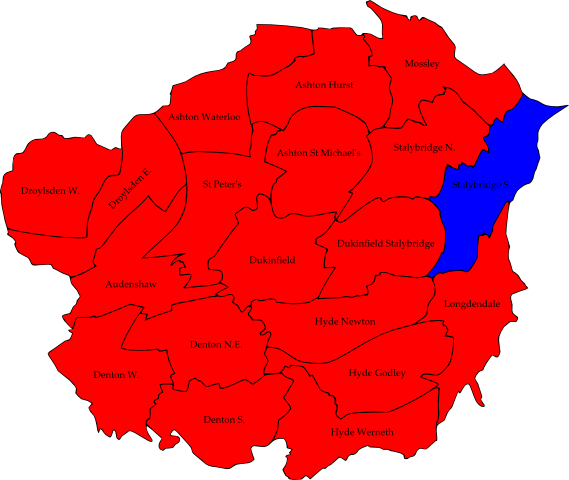 Mossley
Ashton Hurst
Ashton Waterloo
Stalybridge N.
Ashton St Michael's
Droylsden E.
St Peter's
Stalybridge S.
Droylsden W.
Dukinfield Stalybridge
Dukinfield
Audenshaw
Longdendale
Hyde Newton
Denton N.E.
Hyde Godley
Denton W.
Denton S.
Hyde Werneth